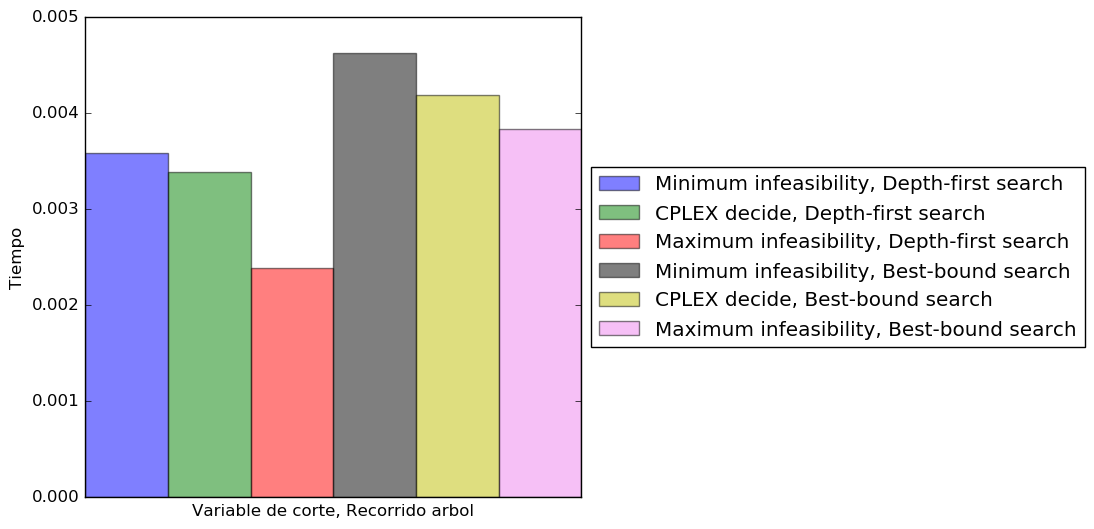 0.005
0.004
0.003
0.002
0.001
0.000
Tiempo
Variable de corte, Recorrido arbol
Minimum infeasibility, Depth-first search
CPLEX decide, Depth-first search
Maximum infeasibility, Depth-first search
Minimum infeasibility, Best-bound search
CPLEX decide, Best-bound search
Maximum infeasibility, Best-bound search